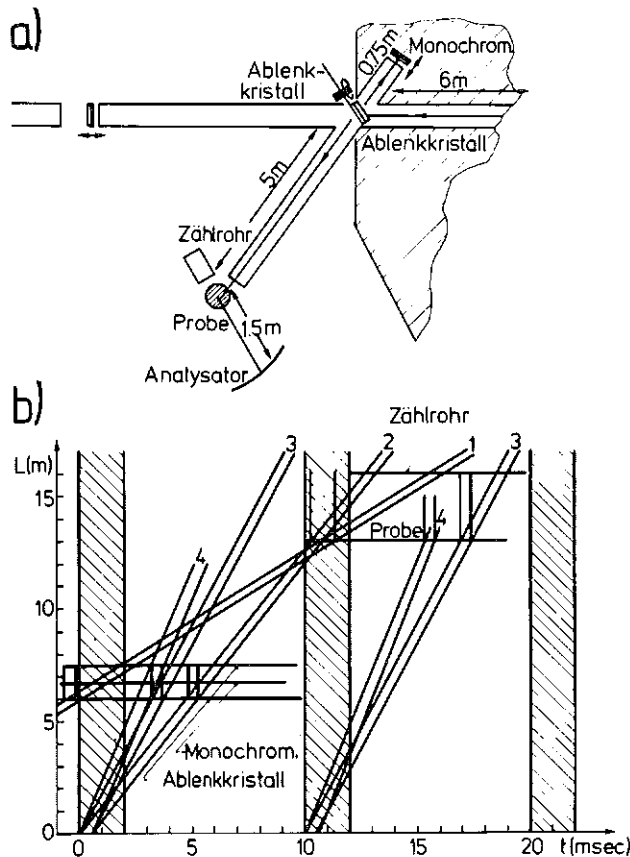 a)
Ablenk-
kristall
0.75m
Monochrom.
6m
Ablenkkristall
5m
Zählrohr
Probe
1.5m
Analysator
b)
L(m)
Zählrohr
3
2
1
3
15
4
4
Probe
10
5
Monochrom.
Ablenkkristall
0
0
5
10
15
20
t(msec)